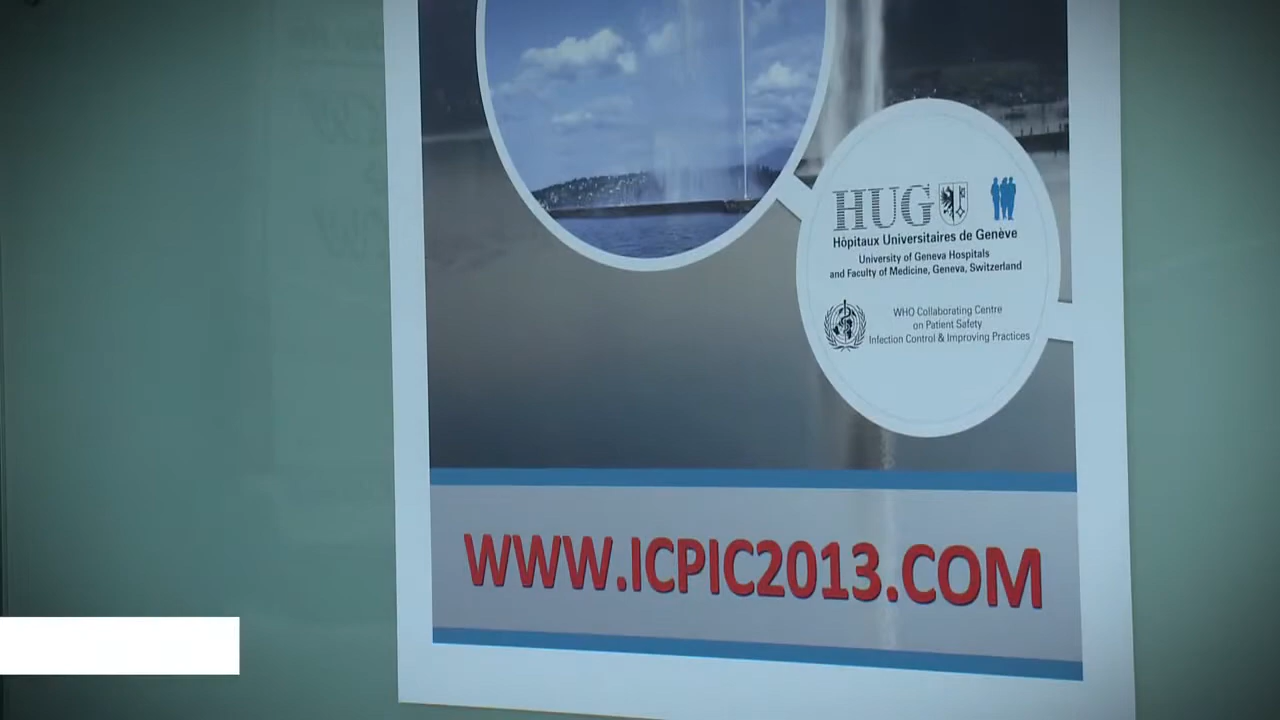 HUG
Hôpitaux Universitaires de Genève
University of Geneva Hospitals
and Faculty of Medicine, Geneva, Switzerland
WHO Collaborating Centre
on Patient Safety
Infection Control & Improving Practices
WWW.ICPIC2013.COM